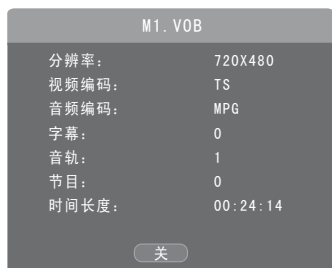 M1.VOB
分辨率： 720X480
视频编码： TS
音频编码： MPG
字幕： 0
音轨： 1
节目： 0
时间长度： 00:24:14
关